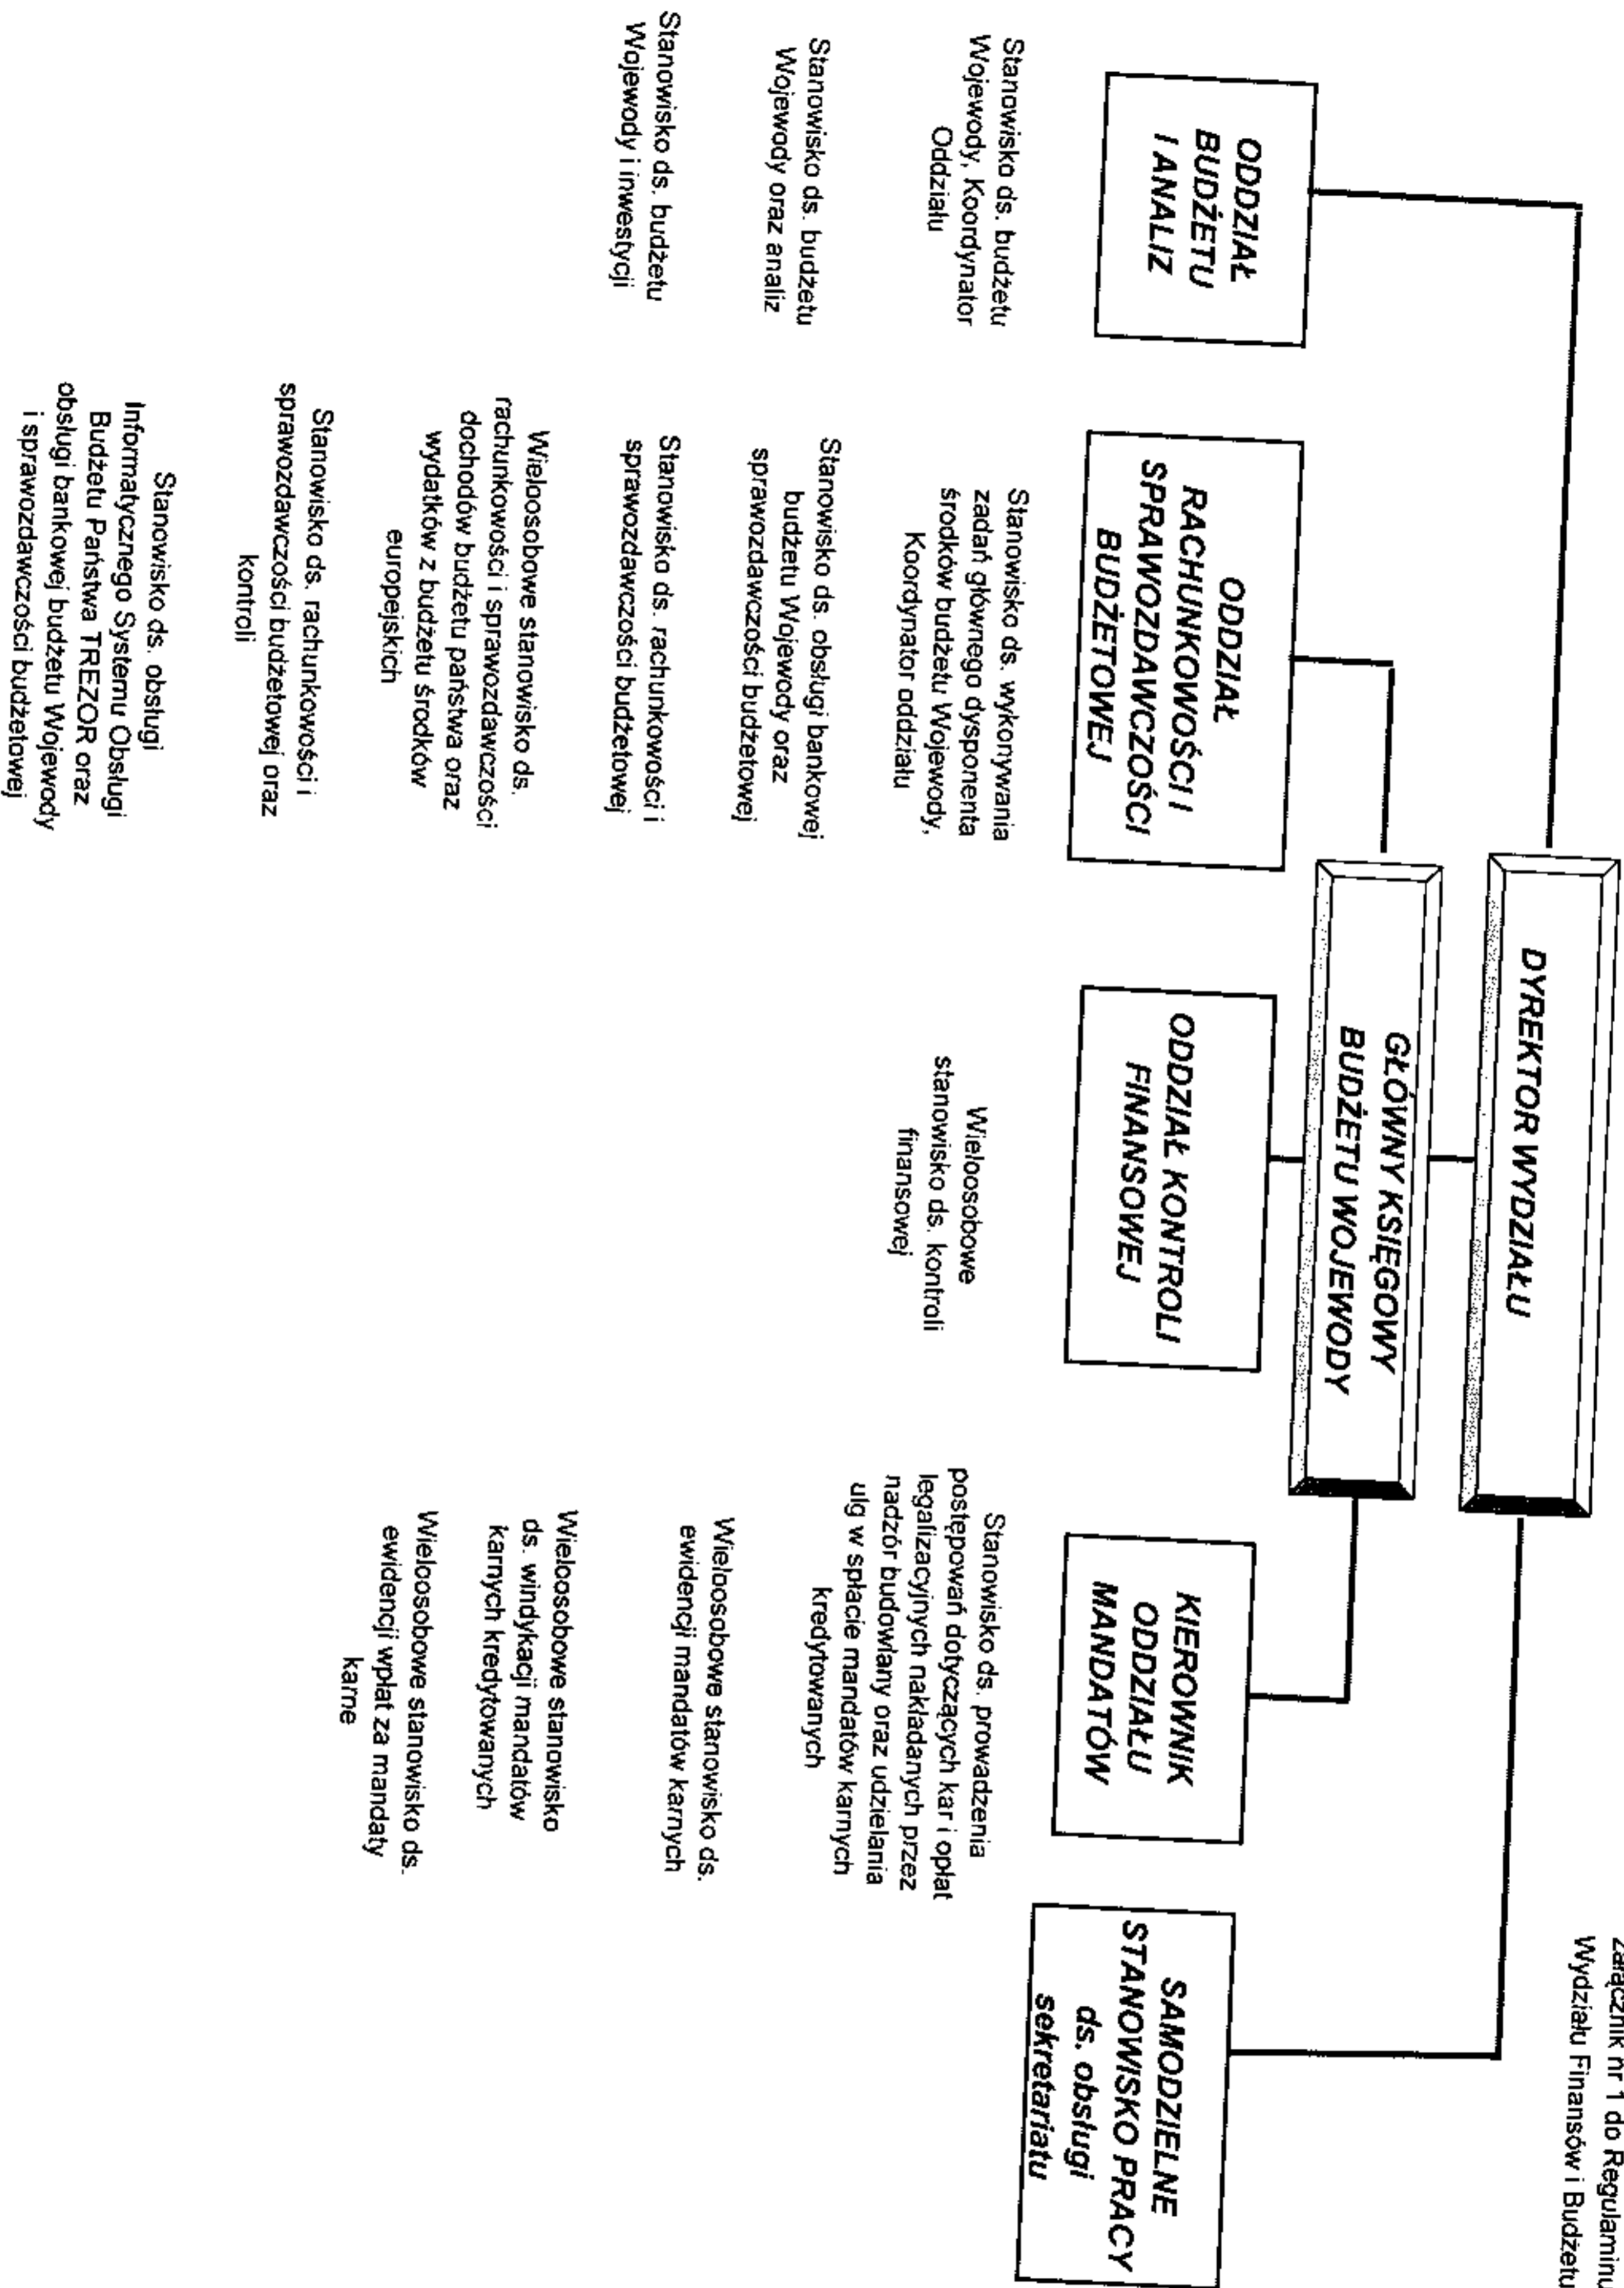 Załącznik nr 1 do Regulaminu
Wydziału Finansów i Budżetu
DYREKTOR WYDZIAŁU
GŁÓWNY KSIĘGOWY
BUDŻETU WOJEWODY
ODDZIAŁ
BUDŻETU
I ANALIZ
Stanowisko ds. budżetu
Wojewody, Koordynator
Oddziału
Stanowisko ds. budżetu
Wojewody oraz analiz
Stanowisko ds. budżetu
Wojewody i inwestycji
ODDZIAŁ
RACHUNKOWOŚCI I
SPRAWOZDAWCZOŚCI
BUDŻETOWEJ
Stanowisko ds. wykonywania
zadań głównego dysponenta
środków budżetu Wojewody,
Koordynator oddziału
Stanowisko ds. obsługi bankowej
budżetu Wojewody oraz
sprawozdawczości budżetowej
Stanowisko ds. rachunkowości i
sprawozdawczości budżetowej
Wieloosobowe stanowisko ds.
rachunkowości i sprawozdawczości
dochodów budżetu państwa oraz
wydatków z budżetu środków
europejskich
Stanowisko ds. rachunkowości i
sprawozdawczości budżetowej oraz
kontroli
Stanowisko ds. obsługi
Informatycznego Systemu Obsługi
Budżetu Państwa TREZOR oraz
obsługi bankowej budżetu Wojewody
i sprawozdawczości budżetowej
ODDZIAŁ KONTROLI
FINANSOWEJ
Wieloosobowe
stanowisko ds. kontroli
finansowej
KIEROWNIK
ODDZIAŁU
MANDATÓW
Stanowisko ds. prowadzenia
postępowań dotyczących kar i opłat
legalizacyjnych nakładanych przez
nadzór budowlany oraz udzielania
ulg w spłacie mandatów karnych
kredytowanych
Wieloosobowe stanowisko ds.
ewidencji mandatów karnych
Wieloosobowe stanowisko
ds. windykacji mandatów
karnych kredytowanych
Wieloosobowe stanowisko ds.
ewidencji wpłat za mandaty
karne
SAMODZIELNE
STANOWISKO PRACY
ds. obsługi
sekretariatu